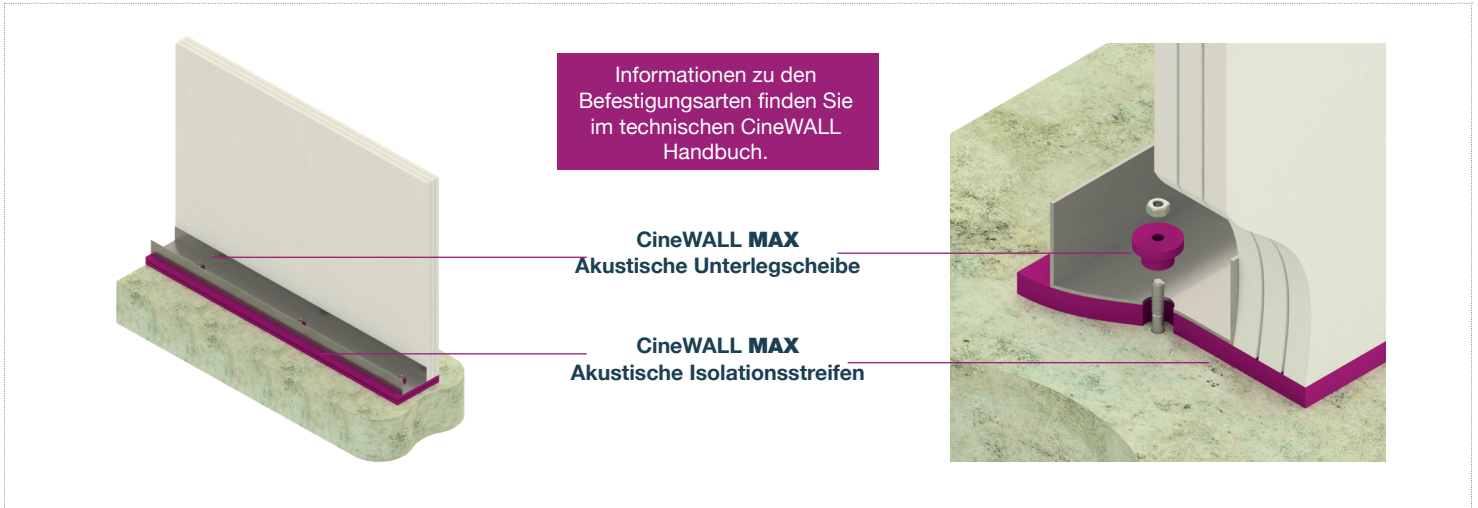 Informationen zu den
Befestigungsarten finden Sie
im technischen CineWALL
Handbuch.
CineWALL MAX
Akustische Unterlegscheibe
CineWALL MAX
Akustische Isolationsstreifen